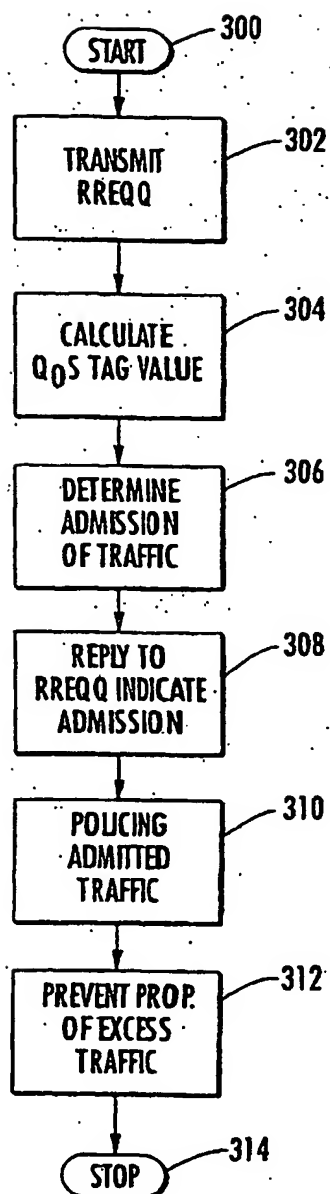 300
START
302
TRANSMIT
RREQQ
304
CALCULATE
QOS TAG VALUE
306
DETERMINE
ADMISSION
OF TRAFFIC
308
REPLY TO
RREQQ INDICATE
ADMISSION
310
POLICING
ADMITTED
TRAFFIC
312
PREVENT PROP.
OF EXCESS
TRAFFIC
314
STOP